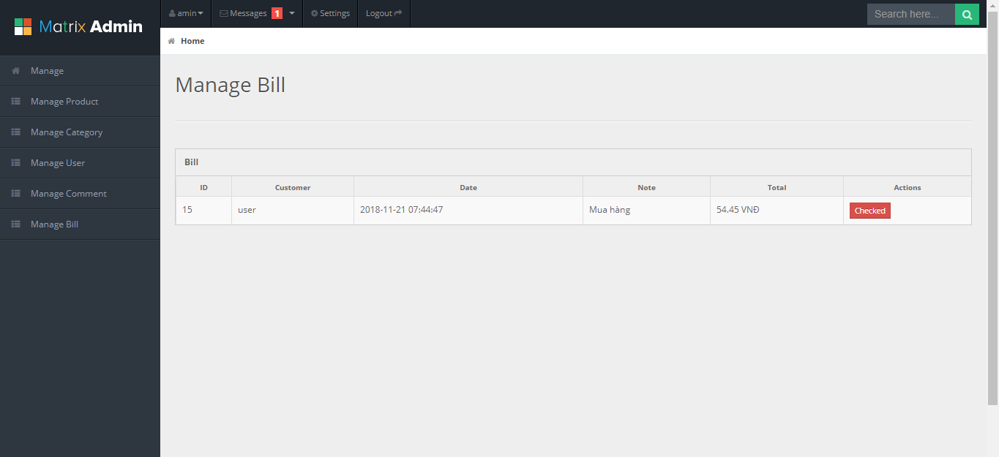 Matrix Admin
amin
Messages 1
Settings
Logout
Search here...
Home
Manage
Manage Product
Manage Category
Manage User
Manage Comment
Manage Bill
Manage Bill
Bill
ID Customer Date Note Total Actions
15 user 2018-11-21 07:44:47 Mua hàng 54.45 VNĐ Checked